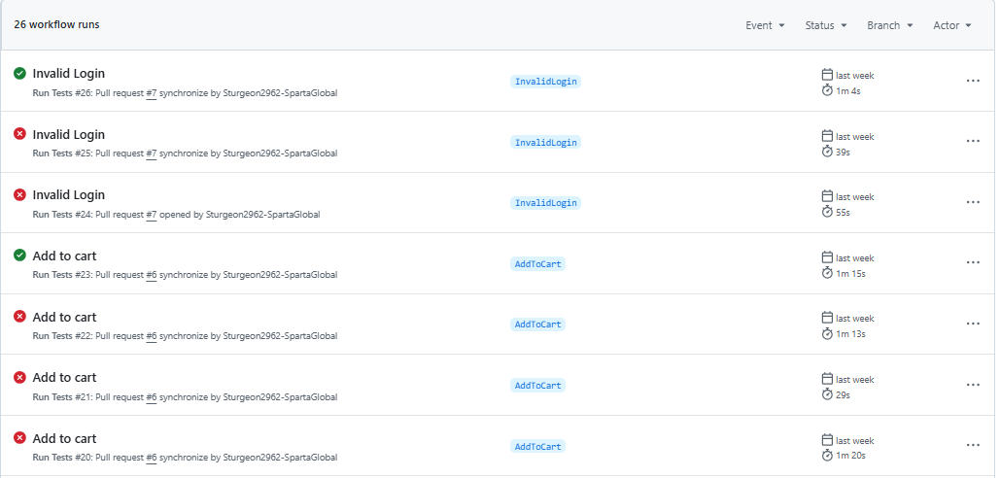 26 workflow runs
Event Status Branch Actor
Invalid Login
Run Tests #26: Pull request #7 synchronize by Sturgeon2962-SpartaGlobal
InvalidLogin
last week
1m 4s
Invalid Login
Run Tests #25: Pull request #7 synchronize by Sturgeon2962-SpartaGlobal
InvalidLogin
last week
39s
Invalid Login
Run Tests #24: Pull request #7 opened by Sturgeon2962-SpartaGlobal
InvalidLogin
last week
55s
Add to cart
Run Tests #23: Pull request #6 synchronize by Sturgeon2962-SpartaGlobal
AddToCart
last week
1m 15s
Add to cart
Run Tests #22: Pull request #6 synchronize by Sturgeon2962-SpartaGlobal
AddToCart
last week
1m 13s
Add to cart
Run Tests #21: Pull request #6 synchronize by Sturgeon2962-SpartaGlobal
AddToCart
last week
29s
Add to cart
Run Tests #20: Pull request #6 synchronize by Sturgeon2962-SpartaGlobal
AddToCart
last week
1m 20s